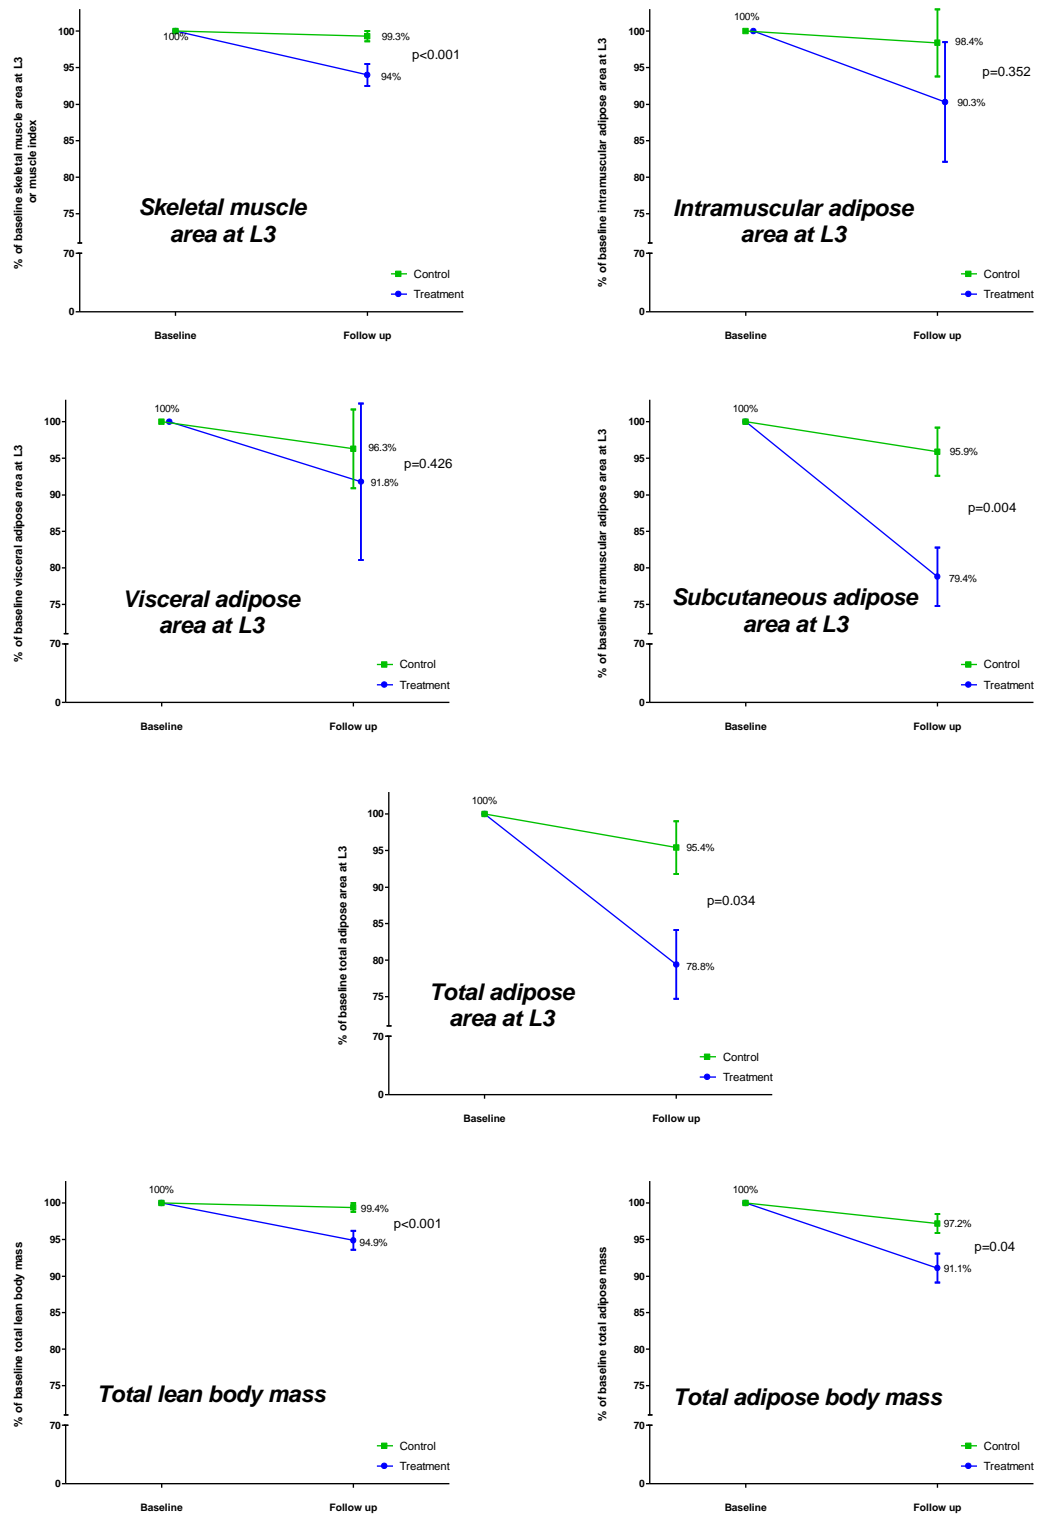 % of baseline skeletal muscle area at L3
or muscle index
100
95
90
85
80
75
70
0
100%
99.3%
p<0.001
94%
Skeletal muscle
area at L3
Control
Treatment
Baseline
Follow up
% of baseline intramuscular adipose area at L3
100
95
90
85
80
75
70
0
100%
98.4%
p=0.352
90.3%
Intramuscular adipose
area at L3
Control
Treatment
Baseline
Follow up
% of baseline visceral adipose area at L3
100
95
90
85
80
75
70
0
100%
96.3%
p=0.426
91.8%
Visceral adipose
area at L3
Control
Treatment
Baseline
Follow up
% of baseline intramuscular adipose area at L3
100
95
90
85
80
75
70
0
100%
95.9%
p=0.004
79.4%
Subcutaneous adipose
area at L3
Control
Treatment
Baseline
Follow up
% of baseline total adipose area at L3
100
95
90
85
80
75
70
0
100%
95.4%
p=0.034
78.8%
Total adipose
area at L3
Control
Treatment
Baseline
Follow up
% of baseline total lean body mass
100
95
90
85
80
75
70
0
100%
99.4%
p<0.001
94.9%
Total lean body mass
Control
Treatment
Baseline
Follow up
% of baseline total adipose mass
100
95
90
85
80
75
70
0
100%
97.2%
p=0.04
91.1%
Total adipose body mass
Control
Treatment
Baseline
Follow up